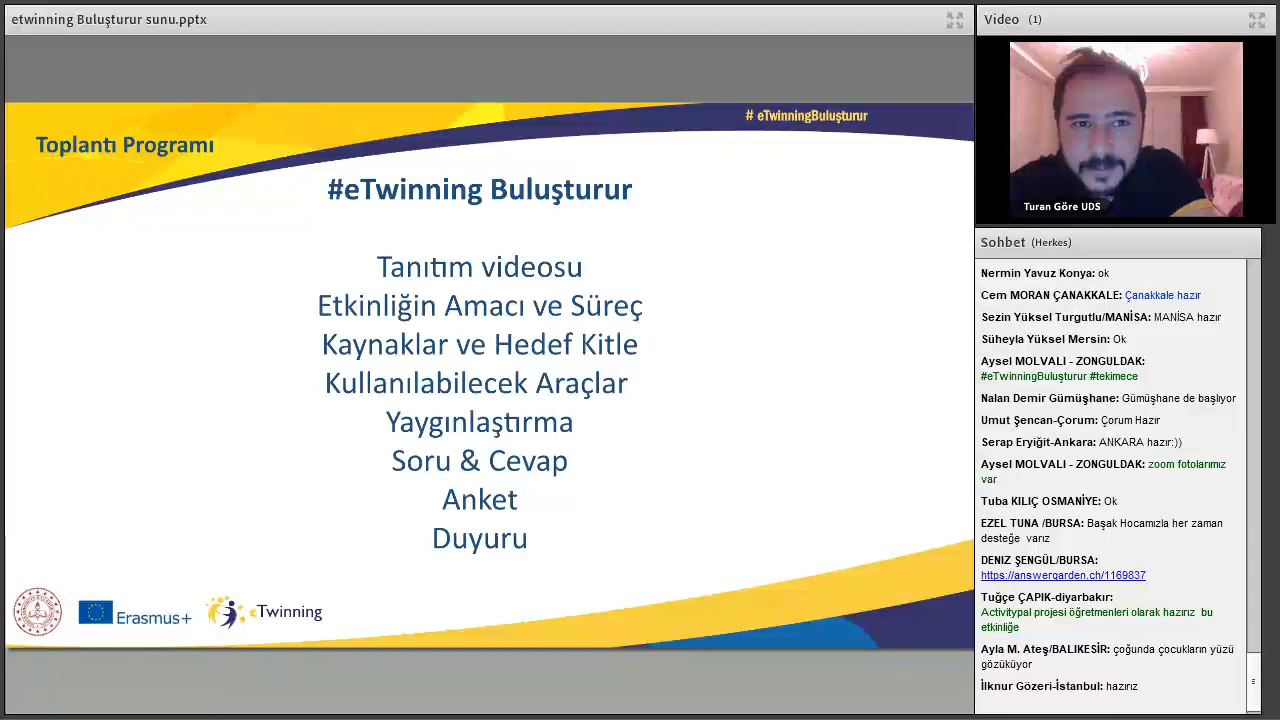 etwinning Buluşturur sunu.pptx
Toplantı Programı
# eTwinningBuluşturur
#eTwinning Buluşturur
Tanıtım videosu
Etkinliğin Amacı ve Süreç
Kaynaklar ve Hedef Kitle
Kullanılabilecek Araçlar
Yaygınlaştırma
Soru & Cevap
Anket
Duyuru
Erasmus+
eTwinning
Video (1)
Turan Göre UDS
Sohbet (Herkes)
Nermin Yavuz Konya: ok
Cem MORAN ÇANAKKALE: Çanakkale hazır
Sezin Yüksel Turgutlu/MANİSA: MANİSA hazır
Süheyla Yüksel Mersin: Ok
Aysel MOLVALI - ZONGULDAK:
#eTwinningBuluşturur #tekimece
Nalan Demir Gümüşhane: Gümüşhane de başlıyor
Umut Şencan-Çorum: Çorum Hazır
Serap Eryiğit-Ankara: ANKARA hazır:))
Aysel MOLVALI - ZONGULDAK: zoom fotolarımız
var
Tuba KILIÇ OSMANİYE: Ok
EZEL TUNA /BURSA: Başak Hocamızla her zaman
desteğe varız
DENIZ ŞENGÜL/BURSA:
https://answergarden.ch/1169837
Tuğçe ÇAPIK-diyarbakır:
Activitypal projesi öğretmenleri olarak hazırız bu
etkinliğe
Ayla M. Ateş/BALIKESİR: çoğunda çocukların yüzü
gözüküyor
İlknur Gözeri-İstanbul: hazırız